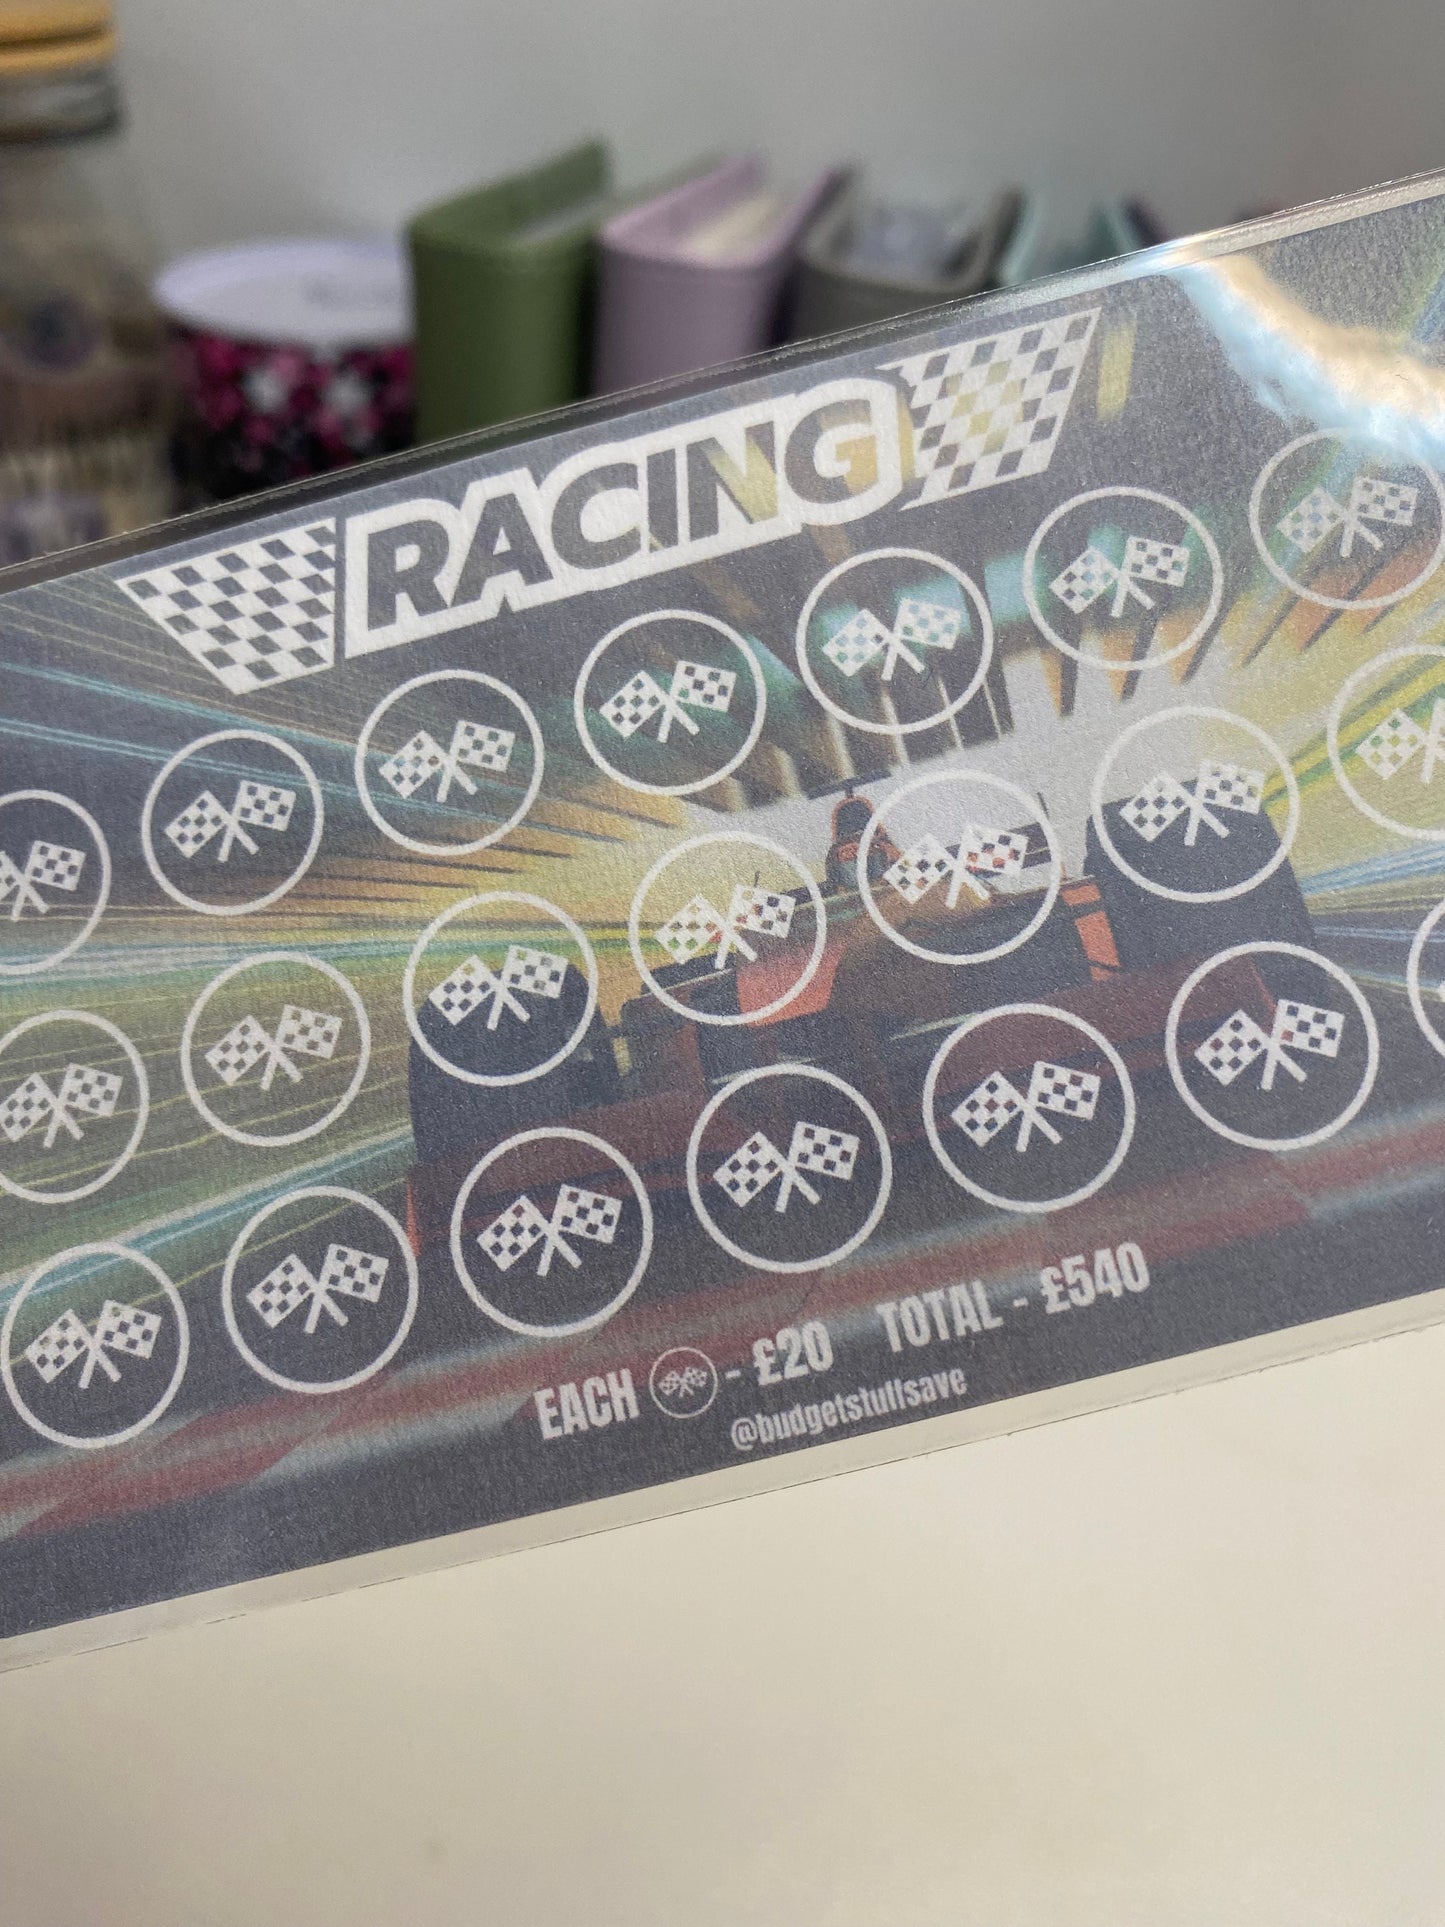 RACING
EACH - £20 TOTAL - £540
@budgetstuffsave